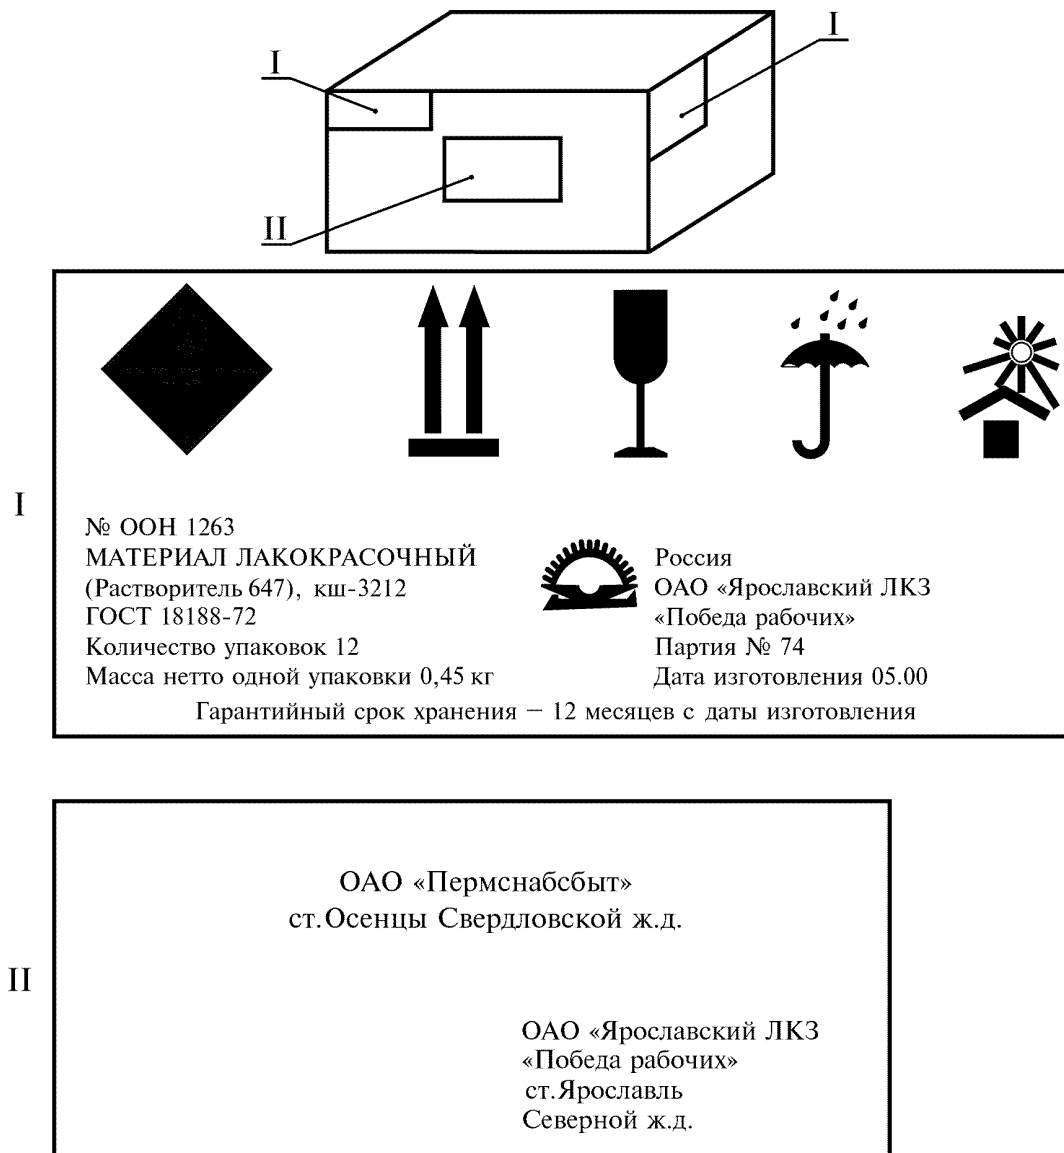 I
I
II
I
№ ООН 1263
МАТЕРИАЛ ЛАКОКРАСОЧНЫЙ
(Растворитель 647), кш-3212
ГОСТ 18188-72
Количество упаковок 12
Масса нетто одной упаковки 0,45 кг
Россия
ОАО «Ярославский ЛКЗ
«Победа рабочих»
Партия № 74
Дата изготовления 05.00
Гарантийный срок хранения — 12 месяцев с даты изготовления
II
ОАО «Пермснабсбыт»
ст.Осенцы Свердловской ж.д.
ОАО «Ярославский ЛКЗ
«Победа рабочих»
ст.Ярославль
Северной ж.д.